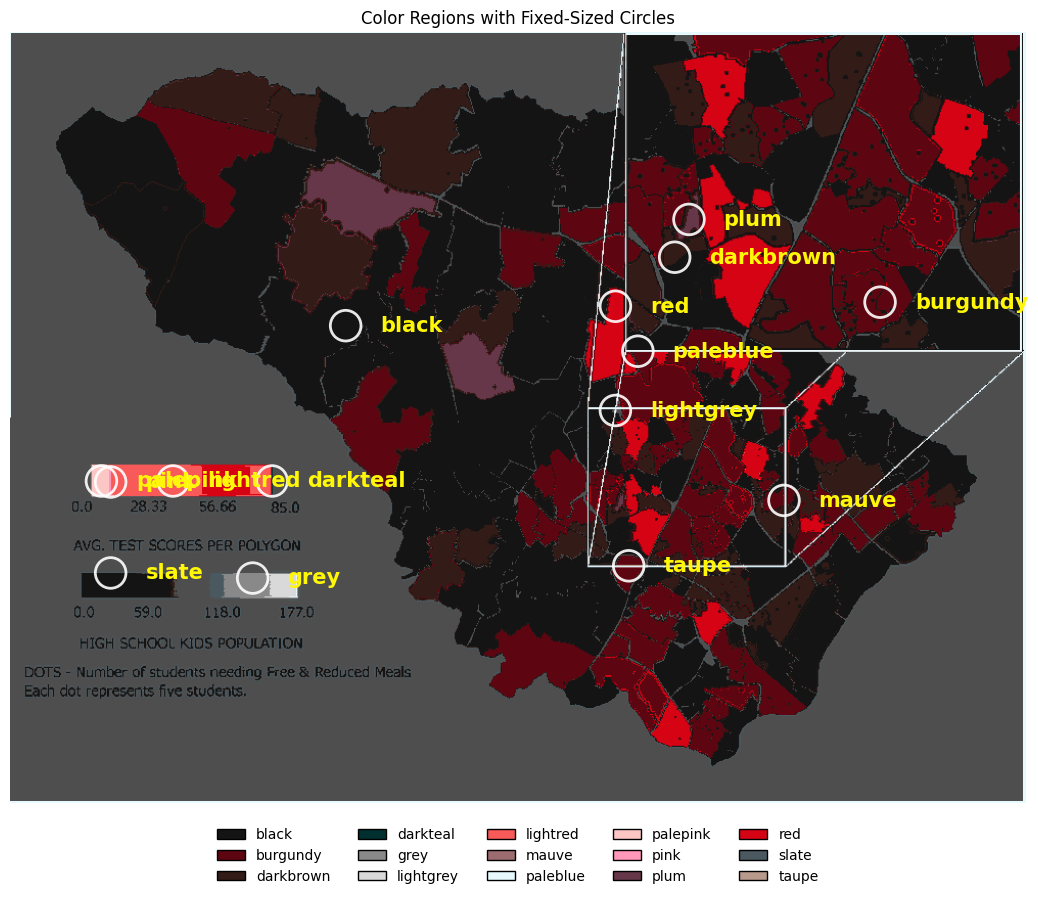 Color Regions with Fixed-Sized Circles
plum
darkbrown
burgundy
red
black
paleblue
lightgrey
palepink
lightred
darkteal
mauve
0.0 28.33 56.66 85.0
AVG. TEST SCORES PER POLYGON
taupe
slate
grey
0.0 59.0 118.0 177.0
HIGH SCHOOL KIDS POPULATION
DOTS - Number of students needing Free & Reduced Meals
Each dot represents five students.
black darkteal lightred palepink red
burgundy grey mauve pink slate
darkbrown lightgrey paleblue plum taupe